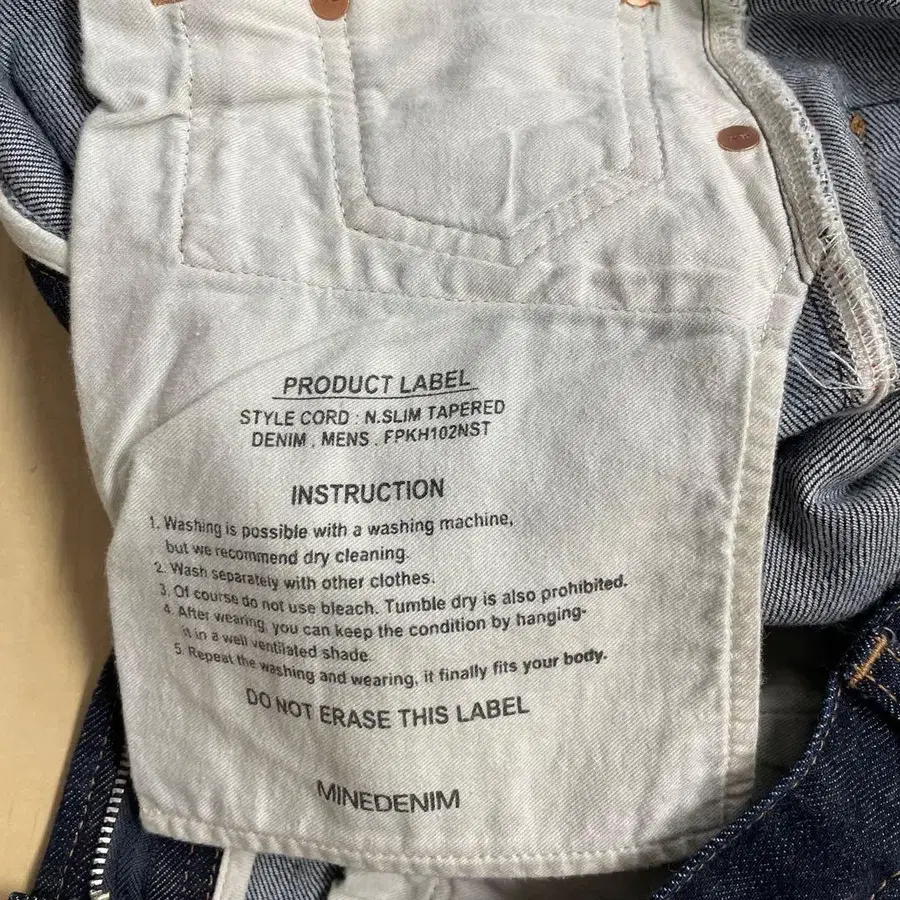 PRODUCT LABEL
STYLE CORD : N.SLIM TAPERED
DENIM , MENS , FPKH102NST
INSTRUCTION
1. Washing is possible with a washing machine,
but we recommend dry cleaning.
2. Wash separately with other clothes.
3. Of course do not use bleach. Tumble dry is also prohibited.
4. After wearing, you can keep the condition by hanging-
it in a well ventilated shade.
5. Repeat the washing and wearing, it finally fits your body.
DO NOT ERASE THIS LABEL
MINEDENIM